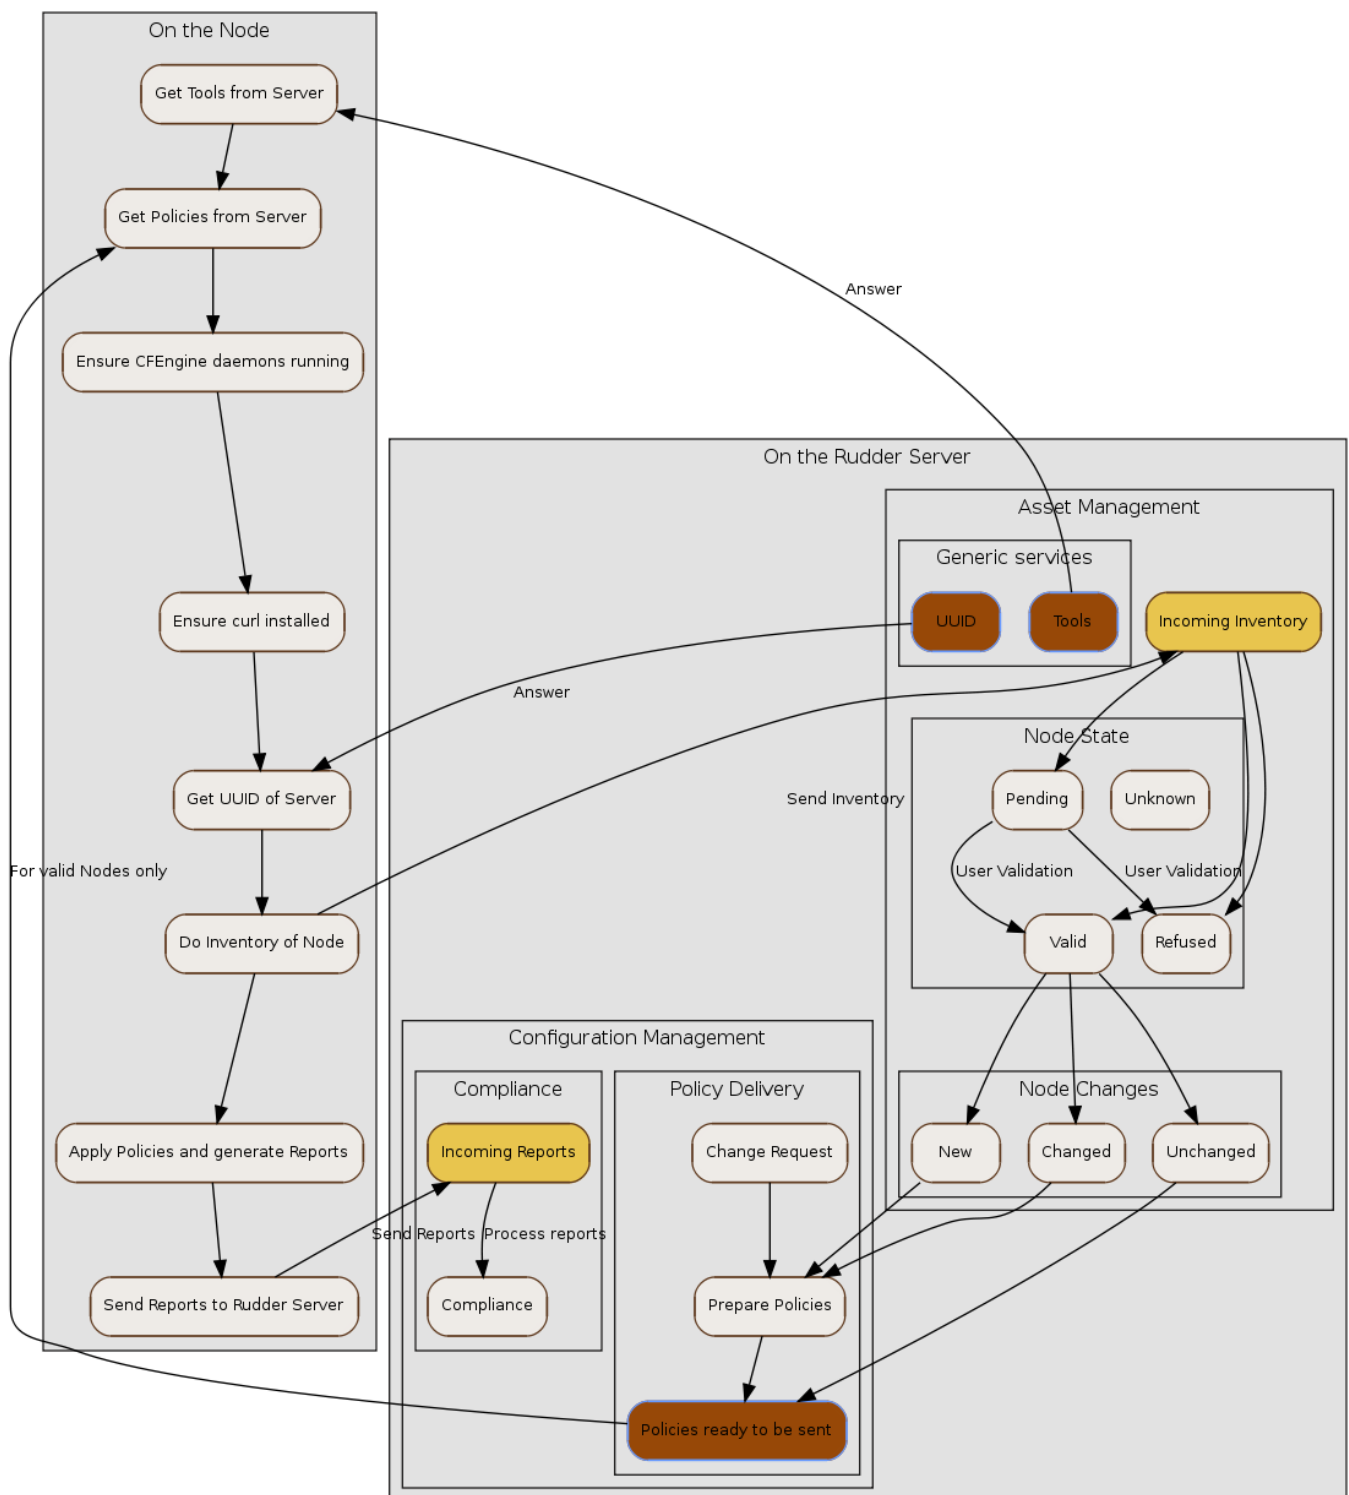 On the Node
Get Tools from Server
Get Policies from Server
Answer
Ensure CFEngine daemons running
On the Rudder Server
Asset Management
Generic services
Ensure curl installed
UUID
Tools
Incoming Inventory
Answer
Node State
Get UUID of Server
Send Inventory
Pending
Unknown
For valid Nodes only
User Validation
User Validation
Do Inventory of Node
Valid
Refused
Configuration Management
Compliance
Policy Delivery
Node Changes
Apply Policies and generate Reports
Incoming Reports
Change Request
New
Changed
Unchanged
Send Reports
Process reports
Send Reports to Rudder Server
Compliance
Prepare Policies
Policies ready to be sent